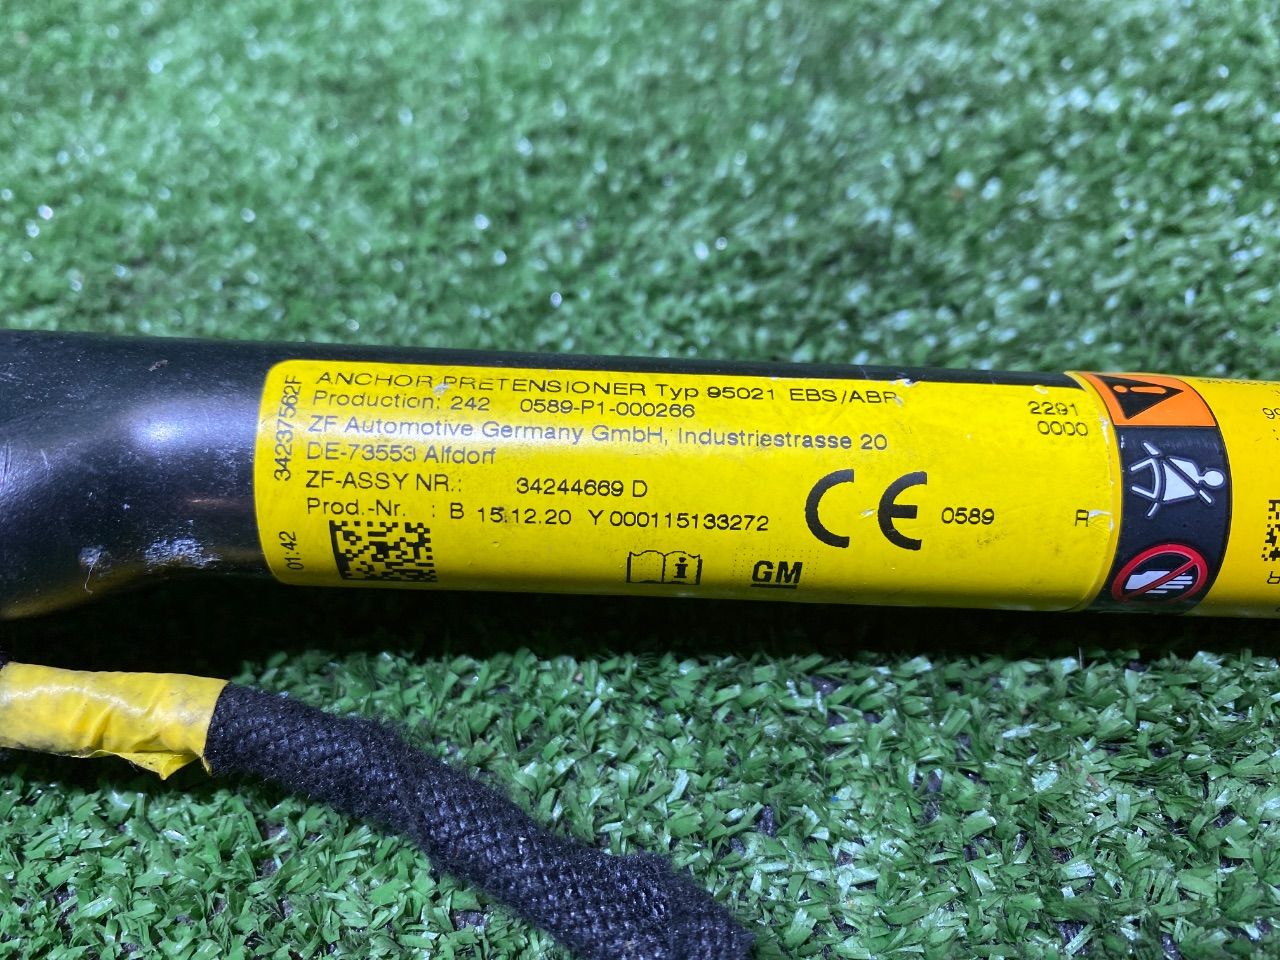 ANCHOR PRETENSIONER Typ 95021 EBS/ABR
Production: 242 0589-P1-000266
2291
0000
ZF Automotive Germany GmbH, Industriestrasse 20
DE-73553 Alfdorf
ZF-ASSY NR.: 34244669 D
Prod.-Nr. : B 15.12.20 Y 000115133272
0589 R
CE
GM
34237562F
01:42